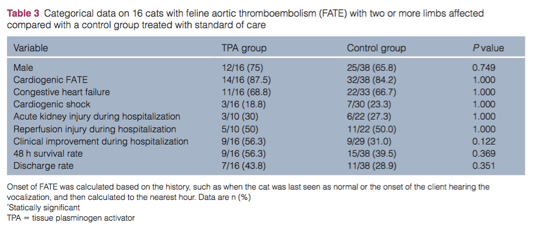 Table 3 Categorical data on 16 cats with feline aortic thromboembolism (FATE) with two or more limbs affected
compared with a control group treated with standard of care
Variable TPA group Control group P value
Male 12/16 (75) 25/38 (65.8) 0.749
Cardiogenic FATE 14/16 (87.5) 32/38 (84.2) 1.000
Congestive heart failure 11/16 (68.8) 22/33 (66.7) 1.000
Cardiogenic shock 3/16 (18.8) 7/30 (23.3) 1.000
Acute kidney injury during hospitalization 3/10 (30) 6/22 (27.3) 1.000
Reperfusion injury during hospitalization 5/10 (50) 11/22 (50.0) 1.000
Clinical improvement during hospitalization 9/16 (56.3) 9/29 (31.0) 0.122
48 h survival rate 9/16 (56.3) 15/38 (39.5) 0.369
Discharge rate 7/16 (43.8) 11/38 (28.9) 0.351
Onset of FATE was calculated based on the history, such as when the cat was last seen as normal or the onset of the client hearing the
vocalization, and then calculated to the nearest hour. Data are n (%)
*Statically significant
TPA = tissue plasminogen activator